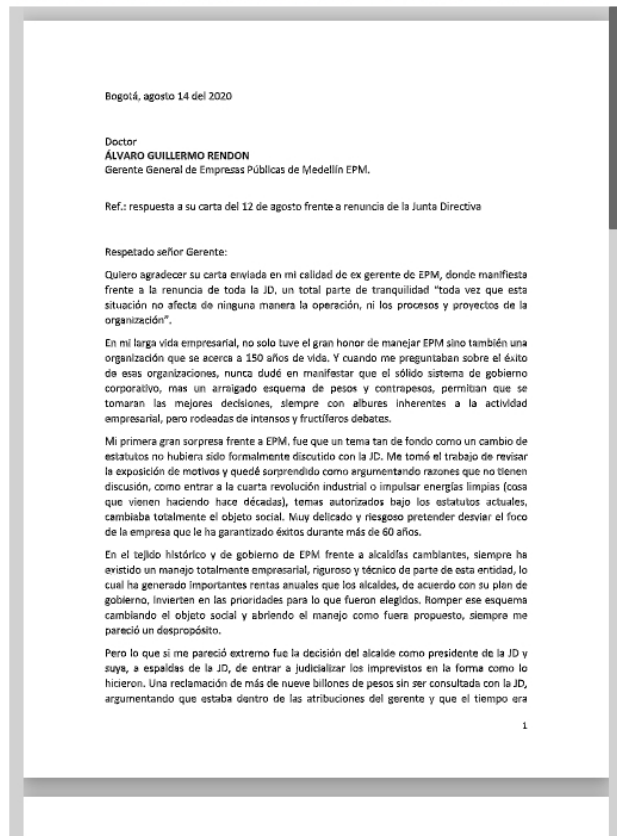 Bogotá, agosto 14 del 2020
Doctor
ÁLVARO GUILLERMO RENDON
Gerente General de Empresas Públicas de Medellín EPM.
Ref.: respuesta a su carta del 12 de agosto frente a renuncia de la Junta Directiva
Respetado señor Gerente:
Quiero agradecer su carta enviada en mi calidad de ex gerente de EPM, donde manifiesta
frente a la renuncia de toda la JD, un total parte de tranquilidad "toda vez que esta
situación no afecta de ninguna manera la operación, ni los procesos y proyectos de la
organización".
En mi larga vida empresarial, no solo tuve el gran honor de manejar EPM sino también una
organización que se acerca a 150 años de vida. Y cuando me preguntaban sobre el éxito
de esas organizaciones, nunca dudé en manifestar que el sólido sistema de gobierno
corporativo, mas un arraigado esquema de pesos y contrapesos, permitían que se
tomaran las mejores decisiones, siempre con albures inherentes a la actividad
empresarial, pero rodeadas de intensos y fructíferos debates.
Mi primera gran sorpresa frente a EPM, fue que un tema tan de fondo como un cambio de
estatutos no hubiera sido formalmente discutido con la JD. Me tomé el trabajo de revisar
la exposición de motivos y quedé sorprendido como argumentando razones que no tienen
discusión, como entrar a la cuarta revolución industrial o impulsar energías limpias (cosa
que vienen haciendo hace décadas), temas autorizados bajo los estatutos actuales,
cambiaba totalmente el objeto social. Muy delicado y riesgoso pretender desviar el foco
de la empresa que le ha garantizado éxitos durante más de 60 años.
En el tejido histórico y de gobierno de EPM frente a alcaldías cambiantes, siempre ha
existido un manejo totalmente empresarial, riguroso y técnico de parte de esta entidad, lo
cual ha generado importantes rentas anuales que los alcaldes, de acuerdo con su plan de
gobierno, invierten en las prioridades para lo que fueron elegidos. Romper ese esquema
cambiando el objeto social y abriendo el manejo como fuera propuesto, siempre me
pareció un despropósito.
Pero lo que si me pareció extremo fue la decisión del alcalde como presidente de la JD y
suya, a espaldas de la JD, de entrar a judicializar los imprevistos en la forma como lo
hicieron. Una reclamación de más de nueve billones de pesos sin ser consultada con la JD,
argumentando que estaba dentro de las atribuciones del gerente y que el tiempo era
1